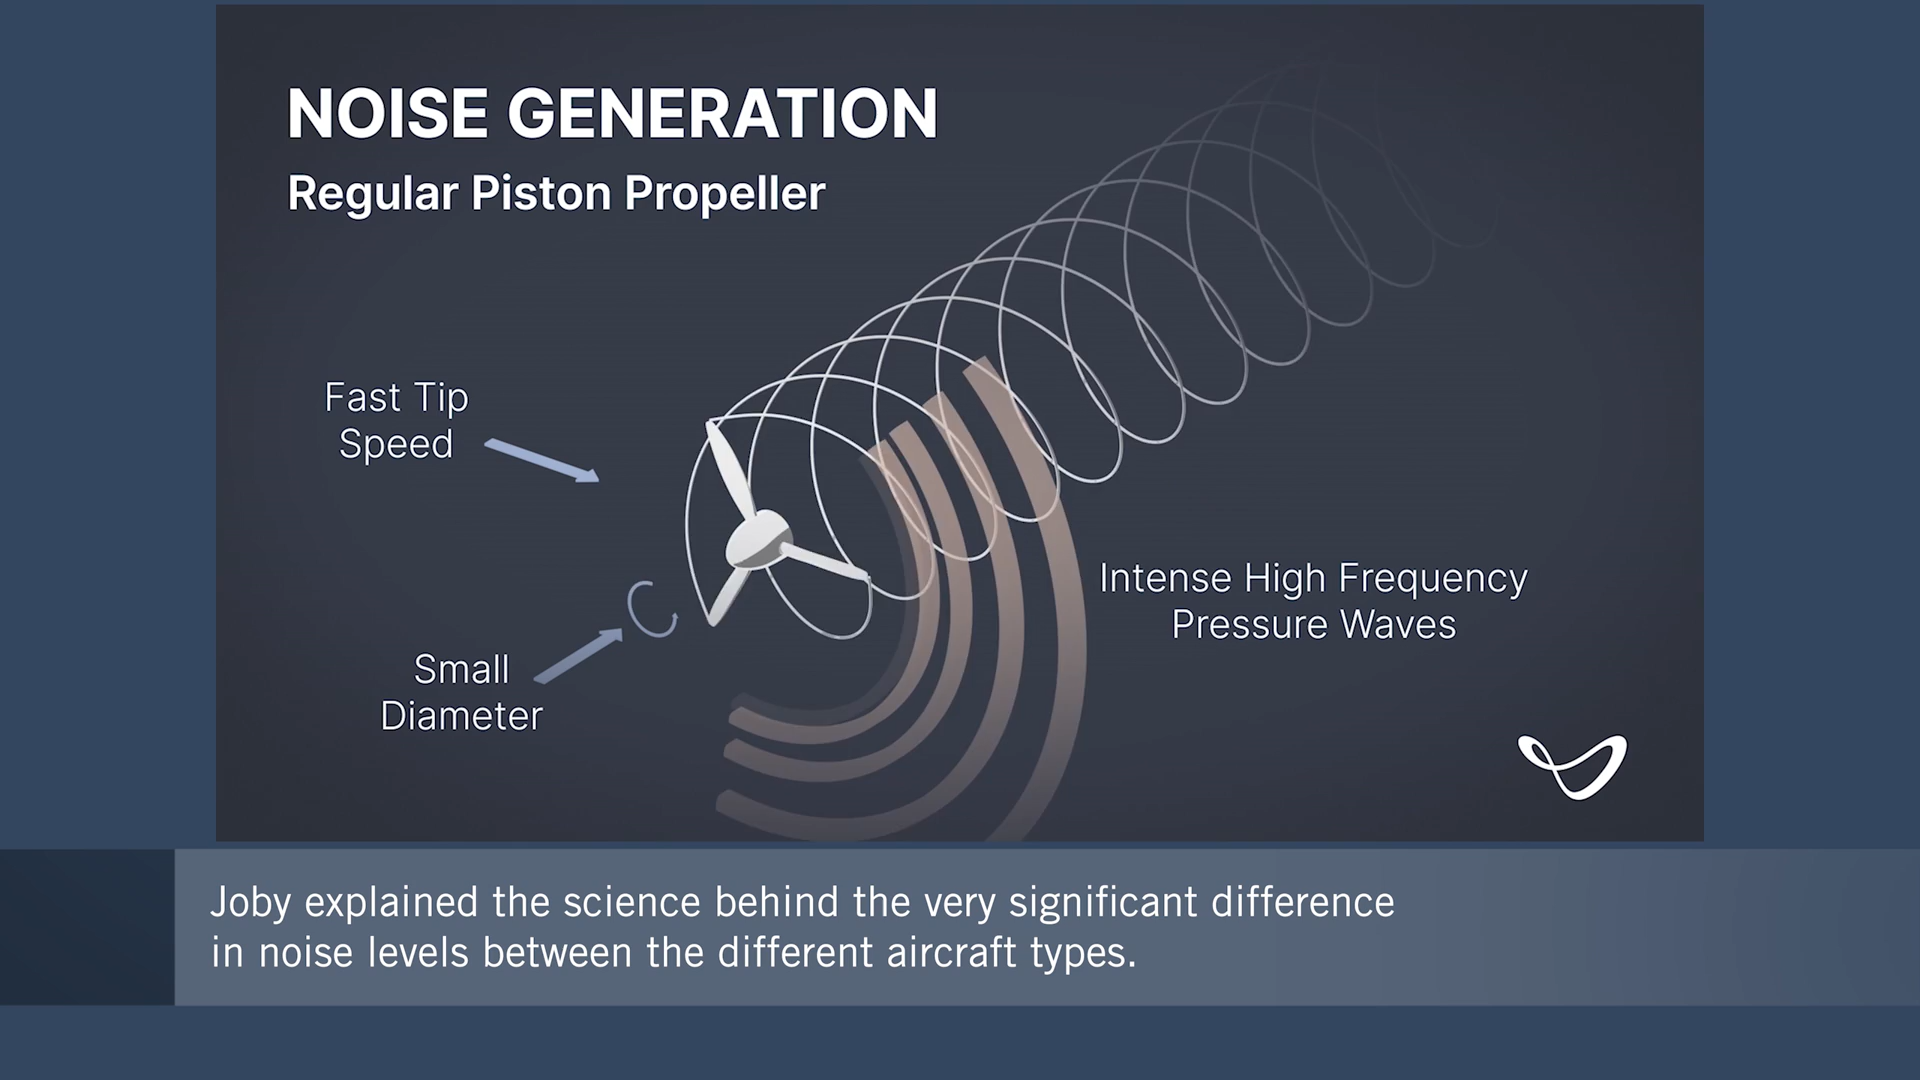 NOISE GENERATION
Regular Piston Propeller
Fast Tip
Speed
Small
Diameter
Intense High Frequency
Pressure Waves
Joby explained the science behind the very significant difference
in noise levels between the different aircraft types.